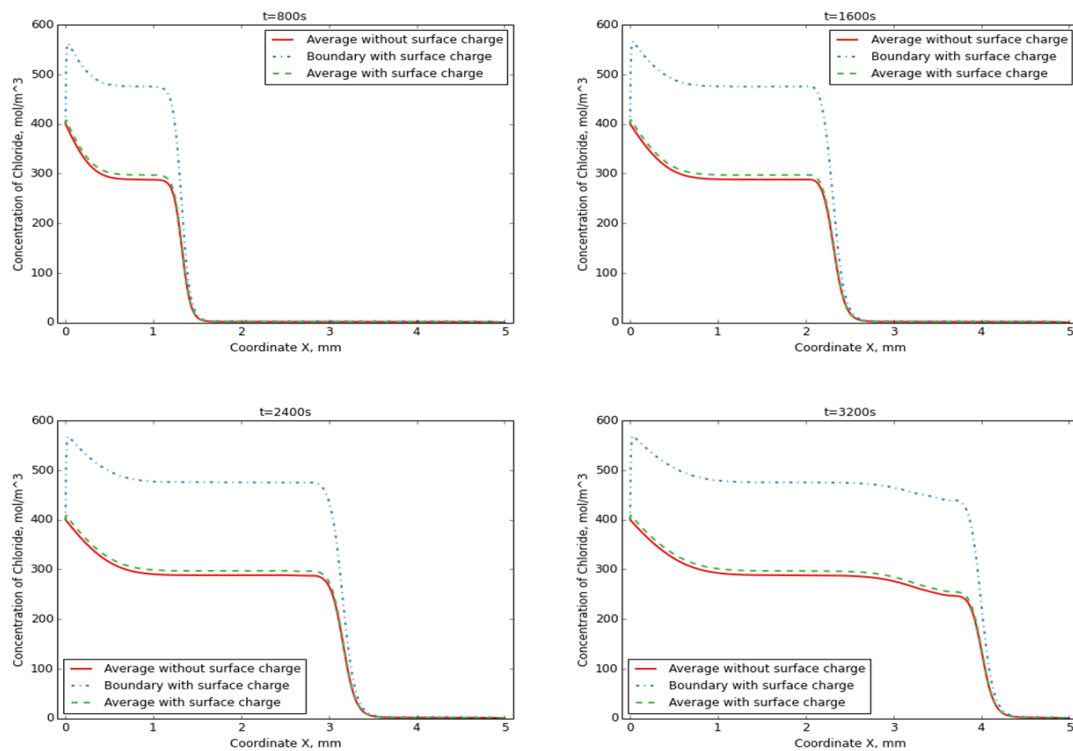 t=800s
600
500
400
300
200
100
0
Concentration of Chloride, mol/m^3
Average without surface charge
Boundary with surface charge
Average with surface charge
0 1 2 3 4 5
Coordinate X, mm
t=1600s
600
500
400
300
200
100
0
Concentration of Chloride, mol/m^3
Average without surface charge
Boundary with surface charge
Average with surface charge
0 1 2 3 4 5
Coordinate X, mm
t=2400s
600
500
400
300
200
100
0
Concentration of Chloride, mol/m^3
Average without surface charge
Boundary with surface charge
Average with surface charge
0 1 2 3 4 5
Coordinate X, mm
t=3200s
600
500
400
300
200
100
0
Concentration of Chloride, mol/m^3
Average without surface charge
Boundary with surface charge
Average with surface charge
0 1 2 3 4 5
Coordinate X, mm